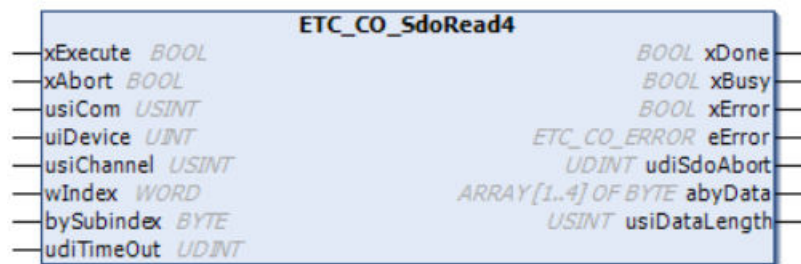 ETC_CO_SdoRead4
xExecute BOOL BOOL xDone
xAbort BOOL BOOL xBusy
usiCom USINT BOOL xError
uiDevice UINT ETC_CO_ERROR eError
usiChannel USINT UDINT udiSdoAbort
wIndex WORD ARRAY [1..4] OF BYTE abyData
bySubindex BYTE USINT usiDataLength
udiTimeOut UDINT